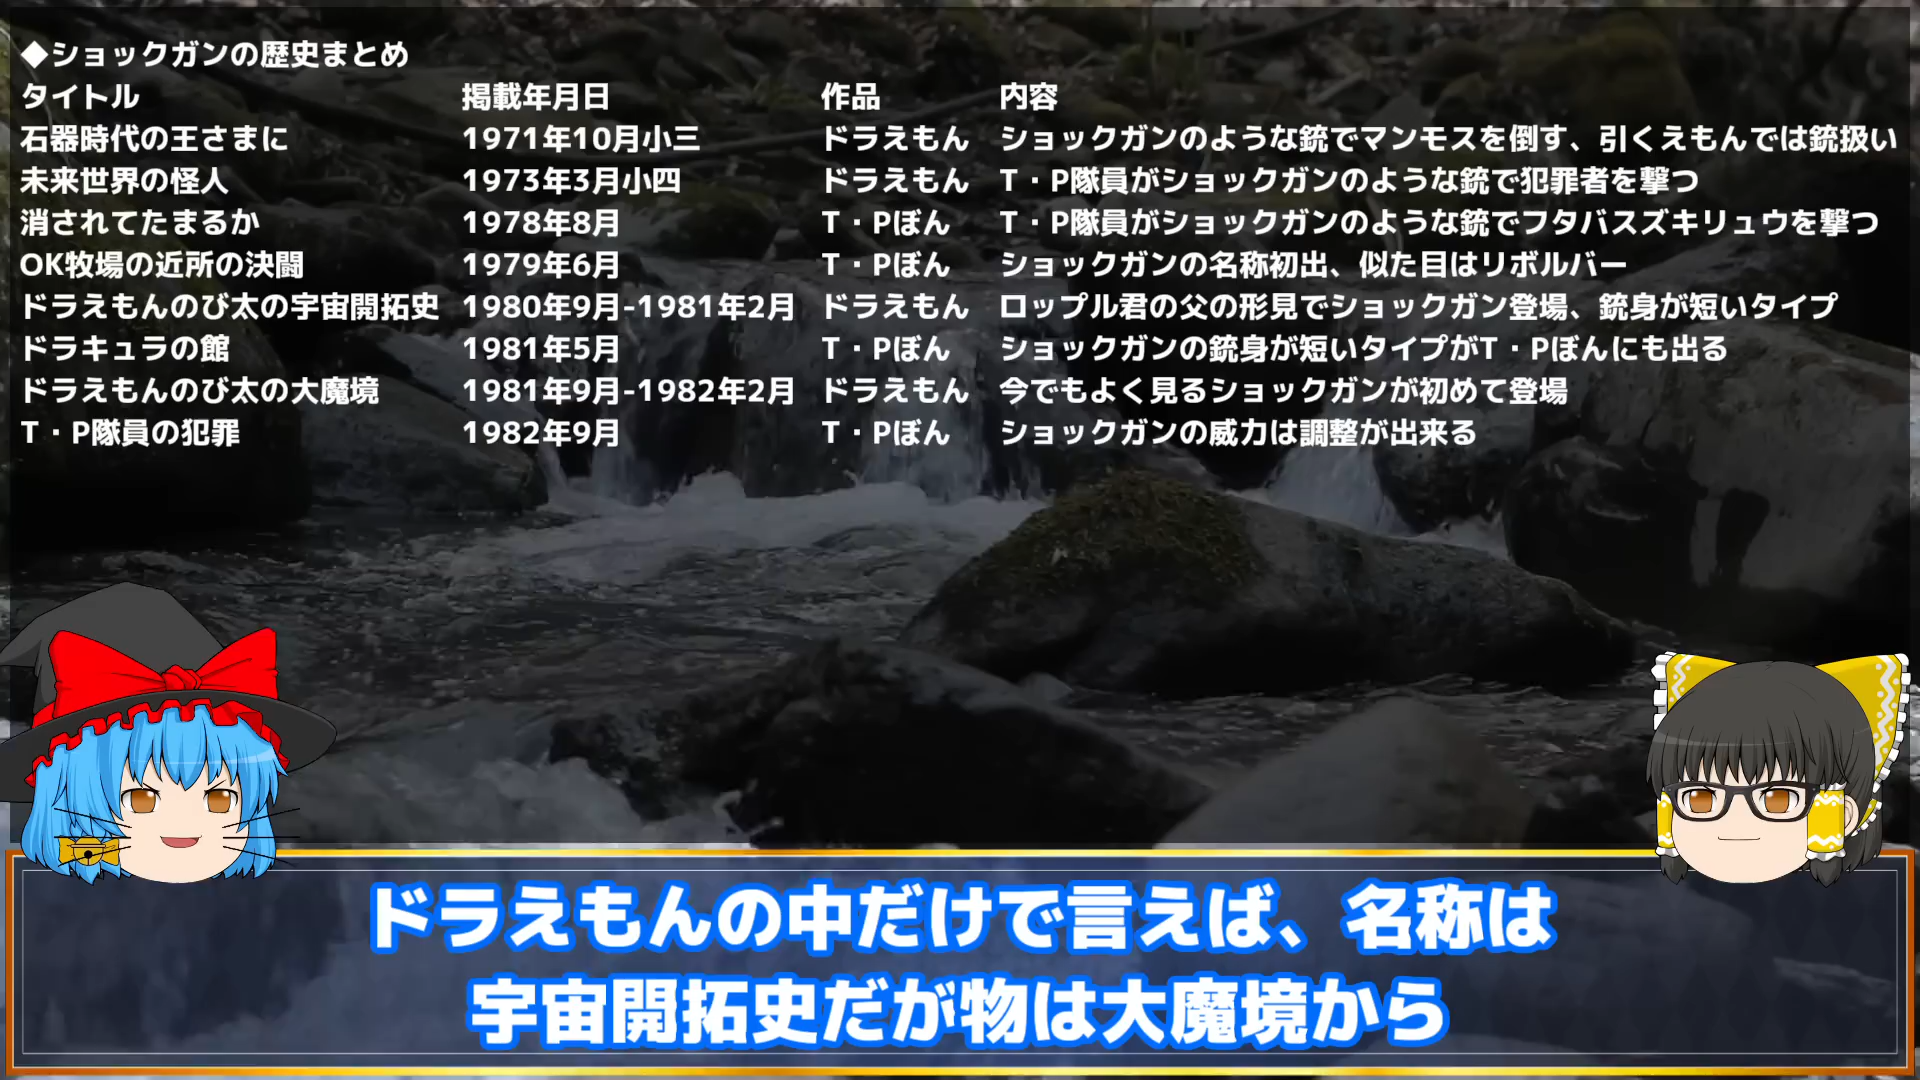 ◆ショックガンの歴史まとめ
タイトル 掲載年月日 作品 内容
石器時代の王さまに 1971年10月小三 ドラえもん ショックガンのような銃でマンモスを倒す、引くえもんでは銃扱い
未来世界の怪人 1973年3月小四 ドラえもん T・P隊員がショックガンのような銃で犯罪者を撃つ
消されてたまるか 1978年8月 T・Pぼん T・P隊員がショックガンのような銃でフタバスズキリュウを撃つ
OK牧場の近所の決闘 1979年6月 T・Pぼん ショックガンの名称初出、似た目はリボルバー
ドラえもんのび太の宇宙開拓史 1980年9月-1981年2月 ドラえもん ロップル君の父の形見でショックガン登場、銃身が短いタイプ
ドラキュラの館 1981年5月 T・Pぼん ショックガンの銃身が短いタイプがT・Pぼんにも出る
ドラえもんのび太の大魔境 1981年9月-1982年2月 ドラえもん 今でもよく見るショックガンが初めて登場
T・P隊員の犯罪 1982年9月 T・Pぼん ショックガンの威力は調整が出来る
ドラえもんの中だけで言えば、名称は
宇宙開拓史だが物は大魔境から